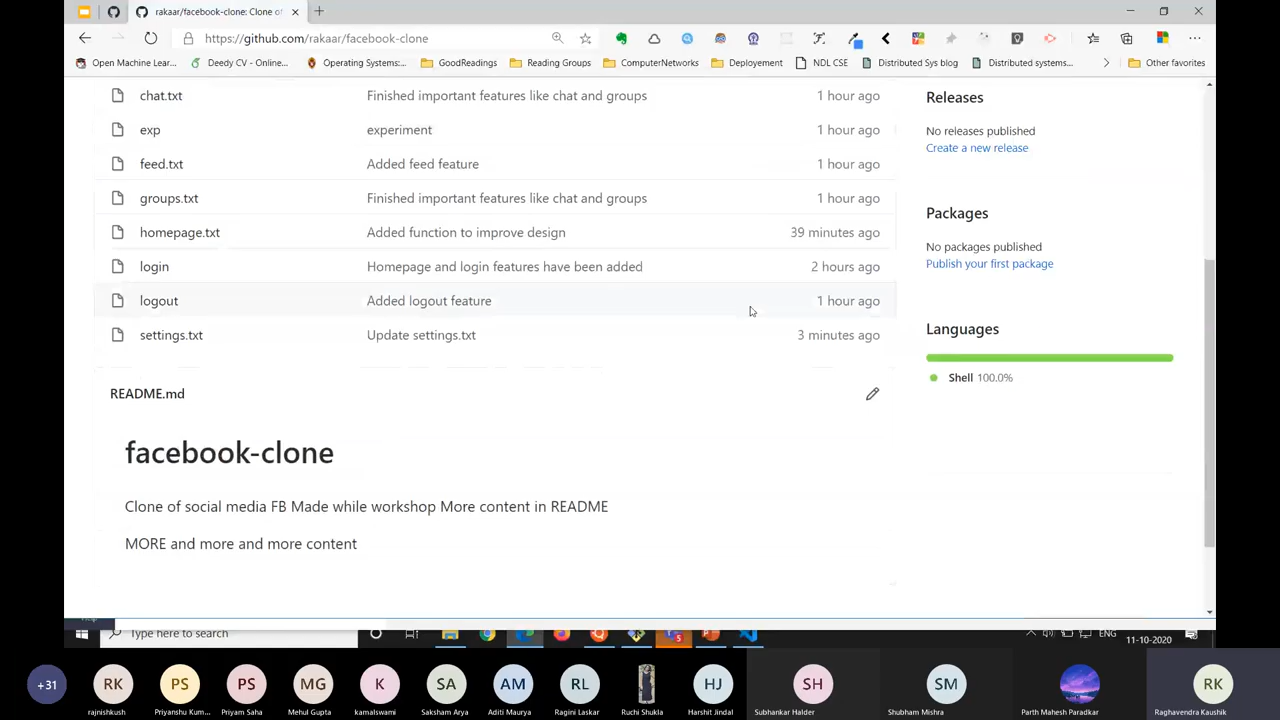 rakaar/facebook-clone: Clone of
https://github.com/rakaar/facebook-clone
Open Machine Lear...
Deedy CV - Online...
Operating Systems:...
GoodReadings
Reading Groups
ComputerNetworks
Deployement
NDL CSE
Distributed Sys blog
Distributed systems...
Other favorites
chat.txt Finished important features like chat and groups 1 hour ago
exp experiment 1 hour ago
feed.txt Added feed feature 1 hour ago
groups.txt Finished important features like chat and groups 1 hour ago
homepage.txt Added function to improve design 39 minutes ago
login Homepage and login features have been added 2 hours ago
logout Added logout feature 1 hour ago
settings.txt Update settings.txt 3 minutes ago
Releases
No releases published
Create a new release
Packages
No packages published
Publish your first package
Languages
Shell 100.0%
README.md
facebook-clone
Clone of social media FB Made while workshop More content in README
MORE and more and more content
Type here to search
5
ENG
11-10-2020
+31
RK
rajnishkush
PS
Priyanshu Kum...
PS
Priyam Saha
MG
Mehul Gupta
K
kamalswami
SA
Saksham Arya
AM
Aditi Maurya
RL
Ragini Laskar
Ruchi Shukla
HJ
Harshit Jindal
SH
Subhankar Halder
SM
Shubham Mishra
Parth Mahesh Paradkar
RK
Raghavendra Kaushik